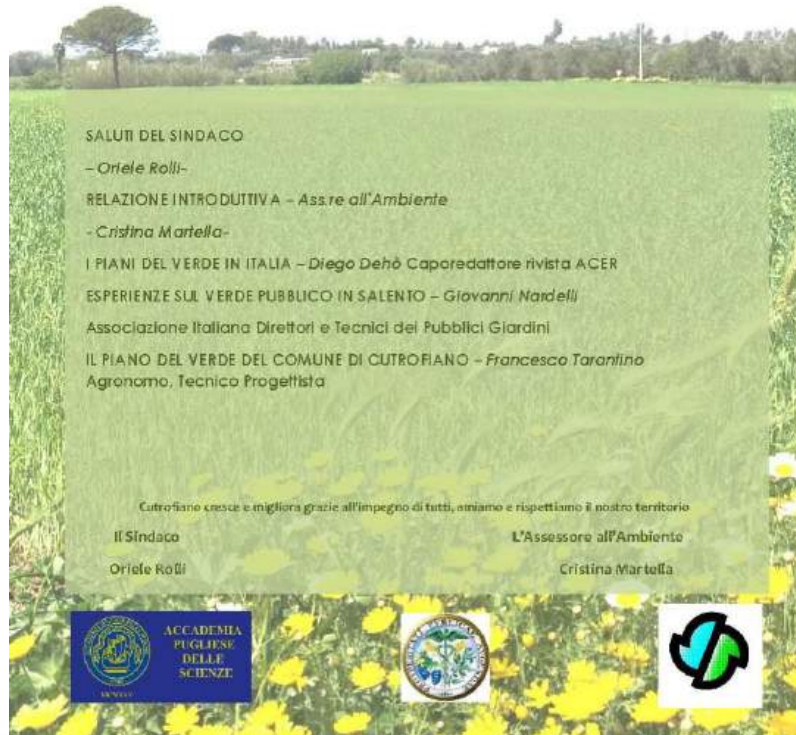 SALUTI DEL SINDACO
– Oriele Rolli-
RELAZIONE INTRODUTTIVA – Ass.re all'Ambiente
- Cristina Martella-
I PIANI DEL VERDE IN ITALIA – Diego Dehò Caporedattore rivista ACER
ESPERIENZE SUL VERDE PUBBLICO IN SALENTO – Giovanni Nardelli
Associazione Italiana Direttori e Tecnici dei Pubblici Giardini
IL PIANO DEL VERDE DEL COMUNE DI CUTROFIANO – Francesco Tarantino
Agronomo, Tecnico Progettista
Cutrofiano cresce e migliora grazie all'impegno di tutti, amiamo e rispettiamo il nostro territorio
Il Sindaco L'Assessore all'Ambiente
Oriele Rolli Cristina Martella
ACCADEMIA
PUGLIESE
DELLE
SCIENZE